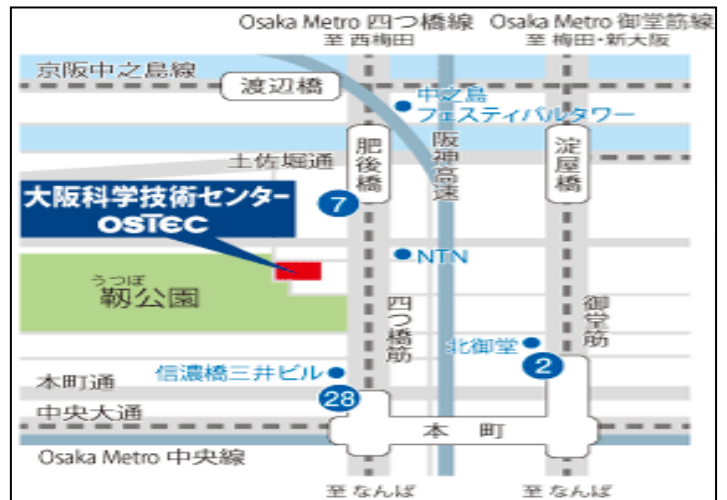 Osaka Metro 四つ橋線
至 西梅田
Osaka Metro 御堂筋線
至 梅田・新大阪
京阪中之島線
渡辺橋
中之島
フェスティバルタワー
土佐堀通
肥後橋
阪神高速
淀屋橋
大阪科学技術センター
OSTEC
7
NTN
うつぼ
靱公園
四つ橋筋
御堂筋
北御堂
2
信濃橋三井ビル
本町通
28
中央大通
本町
Osaka Metro 中央線
至 なんば
至 なんば